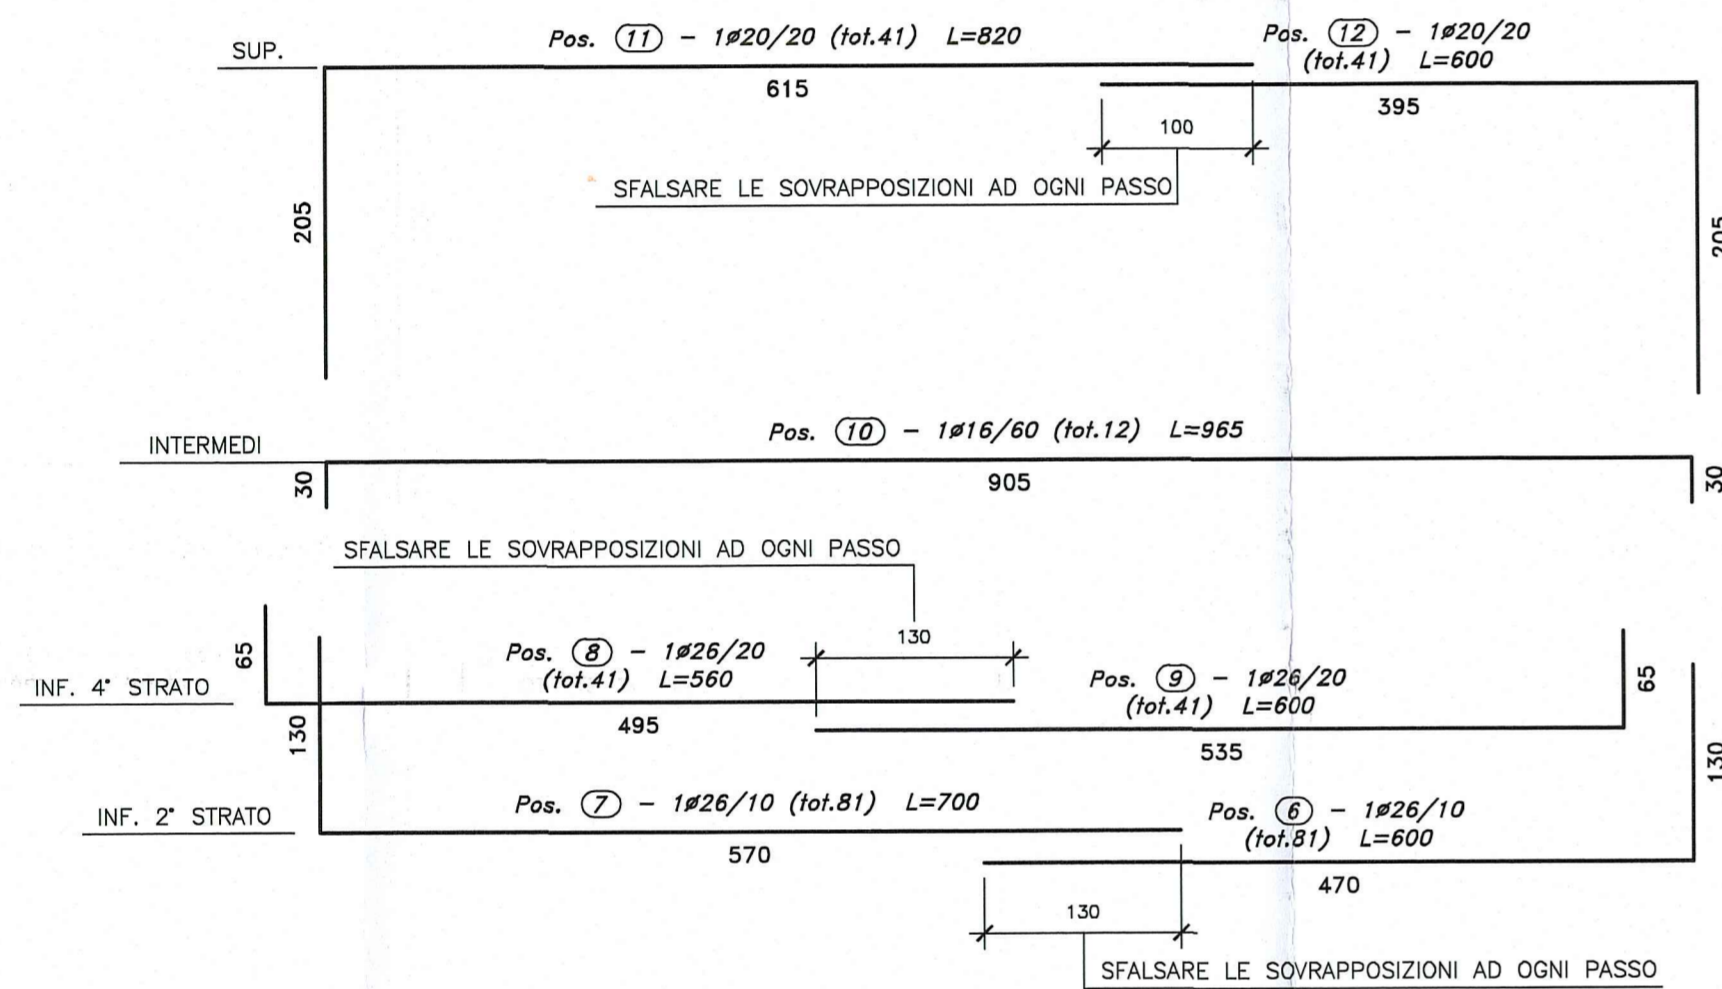 SUP.
Pos. 11 – 1ø20/20 (tot.41) L=820
615
Pos. 12 – 1ø20/20
(tot.41) L=600
395
100
SFALSARE LE SOVRAPPOSIZIONI AD OGNI PASSO
205
205
INTERMEDI
Pos. 10 – 1ø16/60 (tot.12) L=965
30
905
30
SFALSARE LE SOVRAPPOSIZIONI AD OGNI PASSO
130
65
INF. 4° STRATO
Pos. 8 – 1ø26/20
(tot.41) L=560
495
Pos. 9 – 1ø26/20
(tot.41) L=600
535
65
130
INF. 2° STRATO
Pos. 7 – 1ø26/10 (tot.81) L=700
570
Pos. 6 – 1ø26/10
(tot.81) L=600
470
130
130
SFALSARE LE SOVRAPPOSIZIONI AD OGNI PASSO